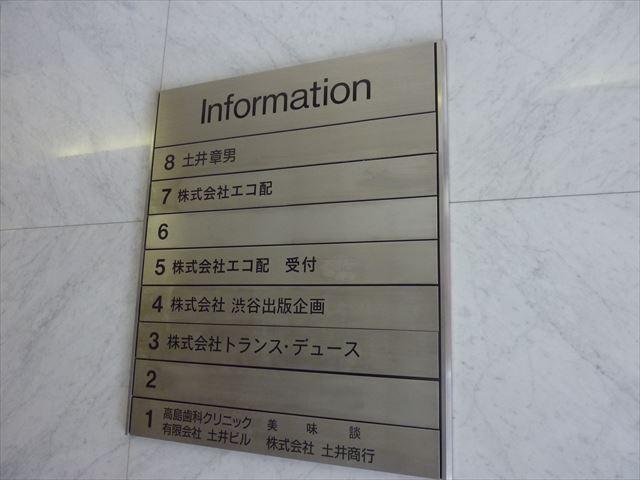 Information
8 土井章男
7 株式会社エコ配
6
5 株式会社エコ配 受付
4 株式会社 渋谷出版企画
3 株式会社トランス・デュース
2
1 高島歯科クリニック 美味談
有限会社 土井ビル 株式会社 土井商行